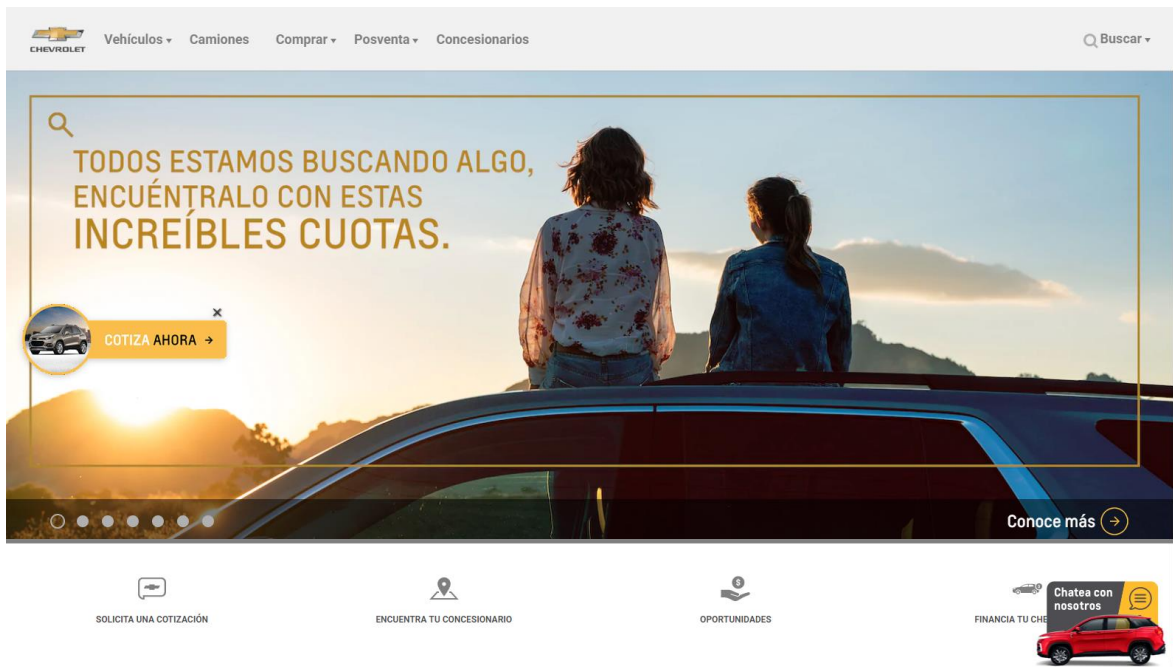 CHEVROLET
Vehículos
Camiones
Comprar
Posventa
Concesionarios
Buscar
TODOS ESTAMOS BUSCANDO ALGO,
ENCUÉNTRALO CON ESTAS
INCREÍBLES CUOTAS.
COTIZA AHORA →
Conoce más
SOLICITA UNA COTIZACIÓN
ENCUENTRA TU CONCESIONARIO
OPORTUNIDADES
FINANCIA TU CHE
Chatea con
nosotros